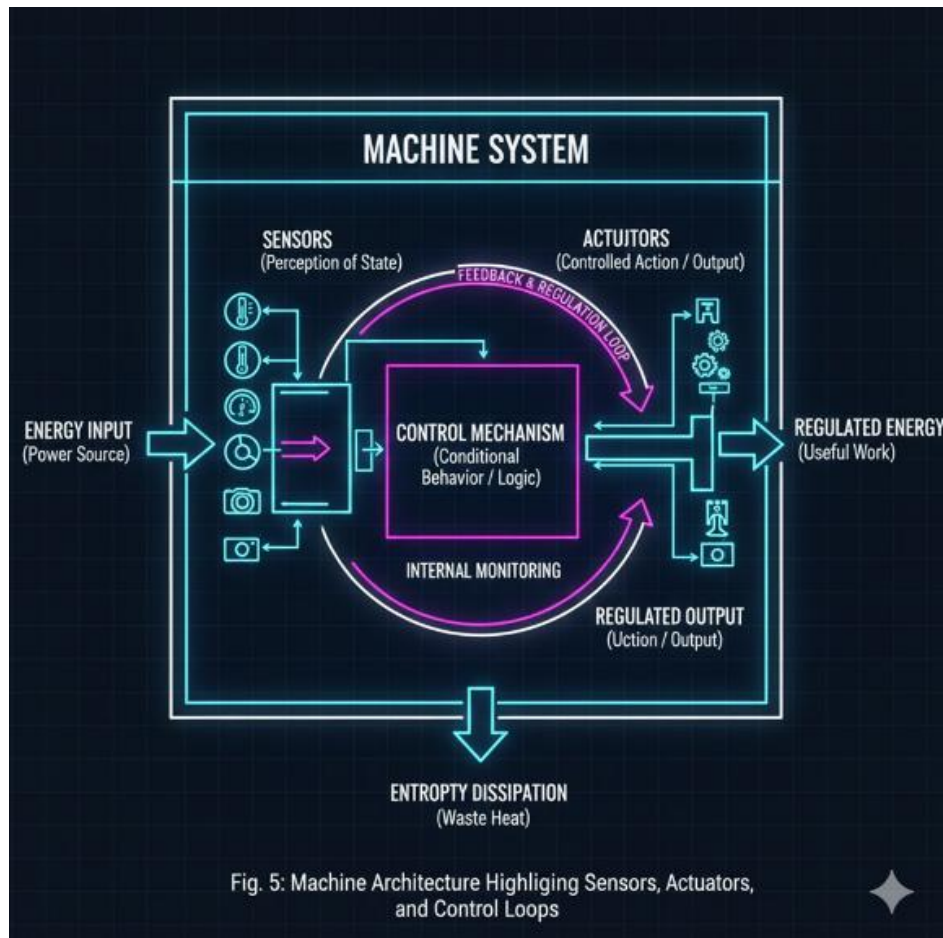 MACHINE SYSTEM
SENSORS
(Perception of State)
ACTUITORS
(Controlled Action / Output)
FEEDBACK & REGULATION LOOP
ENERGY INPUT
(Power Source)
CONTROL MECHANISM
(Conditional
Behavior / Logic)
REGULATED ENERGY
(Useful Work)
INTERNAL MONITORING
REGULATED OUTPUT
(Uction / Output)
ENTROPTY DISSIPATION
(Waste Heat)
Fig. 5: Machine Architecture Highliging Sensors, Actuators,
and Control Loops